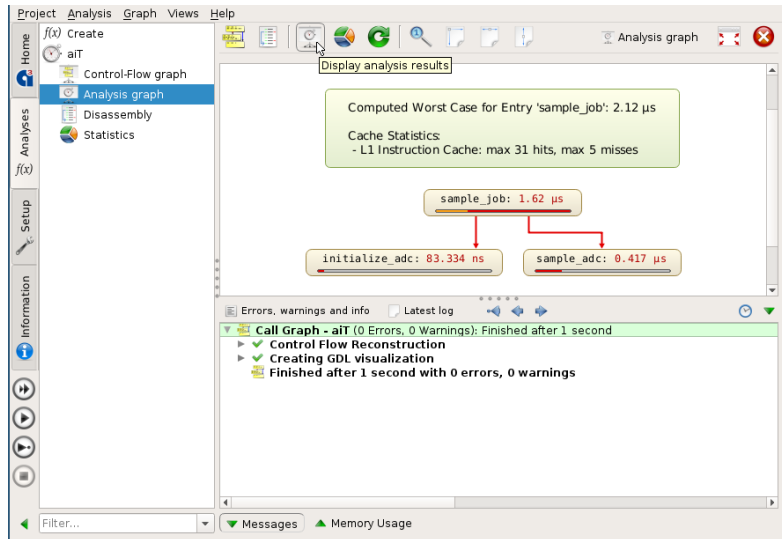 Project Analysis Graph Views Help
Home
Analyses
f(x)
Setup
Information
f(x) Create
aiT
Control-Flow graph
Analysis graph
Disassembly
Statistics
Filter...
Analysis graph
Display analysis results
Computed Worst Case for Entry 'sample_job': 2.12 µs
Cache Statistics:
- L1 Instruction Cache: max 31 hits, max 5 misses
sample_job: 1.62 µs
initialize_adc: 83.334 ns
sample_adc: 0.417 µs
Errors, warnings and info Latest log
Call Graph - aiT (0 Errors, 0 Warnings): Finished after 1 second
Control Flow Reconstruction
Creating GDL visualization
Finished after 1 second with 0 errors, 0 warnings
Messages Memory Usage